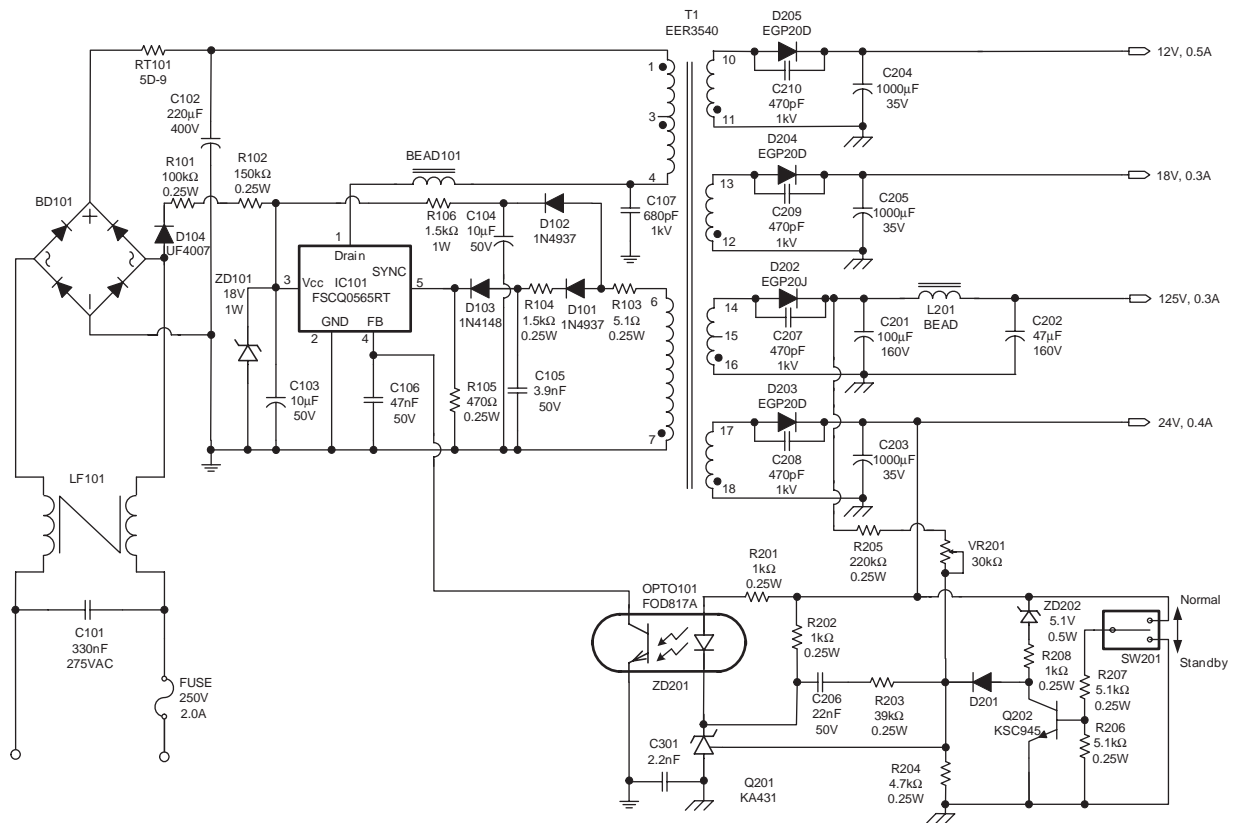 T1
EER3540
D205
EGP20D
RT101
5D-9
1
3
4
10
11
C210
470pF
1kV
C204
1000μF
35V
12V, 0.5A
C102
220μF
400V
R101
100kΩ
0.25W
R102
150kΩ
0.25W
BEAD101
D204
EGP20D
13
12
C209
470pF
1kV
C205
1000μF
35V
18V, 0.3A
BD101
D104
UF4007
R106
1.5kΩ
1W
C104
10μF
50V
D102
1N4937
C107
680pF
1kV
ZD101
18V
1W
1
Drain
SYNC
3
Vcc
IC101
FSCQ0565RT
5
GND
FB
2
4
D103
1N4148
R104
1.5kΩ
0.25W
D101
1N4937
R103
5.1Ω
0.25W
6
7
D202
EGP20J
14
15
16
C207
470pF
1kV
C201
100μF
160V
L201
BEAD
C202
47μF
160V
125V, 0.3A
C103
10μF
50V
C106
47nF
50V
R105
470Ω
0.25W
C105
3.9nF
50V
D203
EGP20D
17
18
C208
470pF
1kV
C203
1000μF
35V
24V, 0.4A
LF101
C101
330nF
275VAC
FUSE
250V
2.0A
R205
220kΩ
0.25W
VR201
30kΩ
OPTO101
FOD817A
R201
1kΩ
0.25W
R202
1kΩ
0.25W
ZD202
5.1V
0.5W
R208
1kΩ
0.25W
Normal
SW201
Standby
ZD201
C206
22nF
50V
R203
39kΩ
0.25W
D201
R207
5.1kΩ
0.25W
Q202
KSC945
R206
5.1kΩ
0.25W
C301
2.2nF
Q201
KA431
R204
4.7kΩ
0.25W